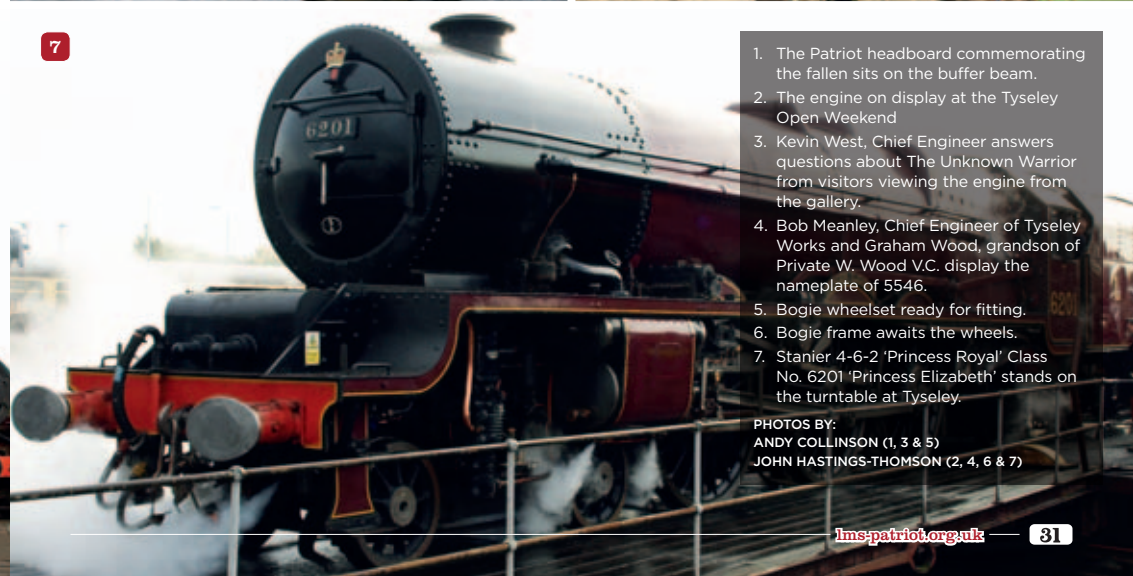 7
6201
1. The Patriot headboard commemorating
the fallen sits on the buffer beam.
2. The engine on display at the Tyseley
Open Weekend
3. Kevin West, Chief Engineer answers
questions about The Unknown Warrior
from visitors viewing the engine from
the gallery.
4. Bob Meanley, Chief Engineer of Tyseley
Works and Graham Wood, grandson of
Private W. Wood V.C. display the
nameplate of 5546.
5. Bogie wheelset ready for fitting.
6. Bogie frame awaits the wheels.
7. Stanier 4-6-2 ‘Princess Royal’ Class
No. 6201 ‘Princess Elizabeth’ stands on
the turntable at Tyseley.
PHOTOS BY:
ANDY COLLINSON (1, 3 & 5)
JOHN HASTINGS-THOMSON (2, 4, 6 & 7)
6201
lms-patriot.org.uk
31